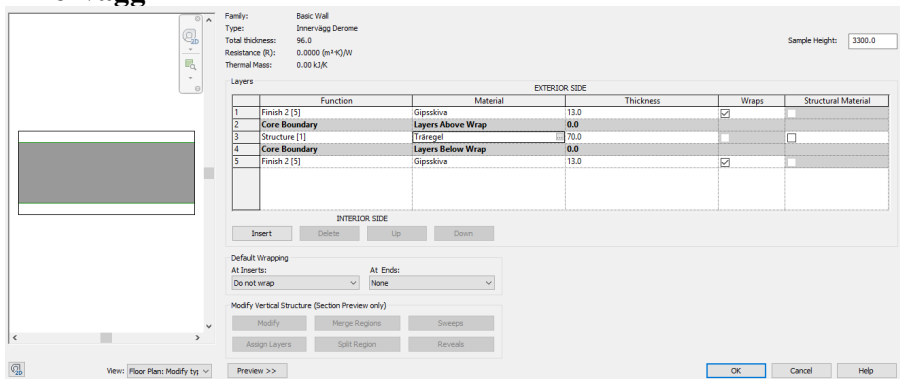 Family: Basic Wall
Type: Innervägg Derome
Total thickness: 96.0
Resistance (R): 0.0000 (m²·K)/W
Thermal Mass: 0.00 kJ/K
Sample Height: 3300.0
Layers
EXTERIOR SIDE
Function Material Thickness Wraps Structural Material
1 Finish 2 [5] Gipsskiva 13.0
2 Core Boundary Layers Above Wrap 0.0
3 Structure [1] Träregel 70.0
4 Core Boundary Layers Below Wrap 0.0
5 Finish 2 [5] Gipsskiva 13.0
INTERIOR SIDE
Insert Delete Up Down
Default Wrapping
At Inserts: At Ends:
Do not wrap None
Modify Vertical Structure (Section Preview only)
Modify Merge Regions Sweeps
Assign Layers Split Region Reveals
View: Floor Plan: Modify typ Preview >> OK Cancel Help